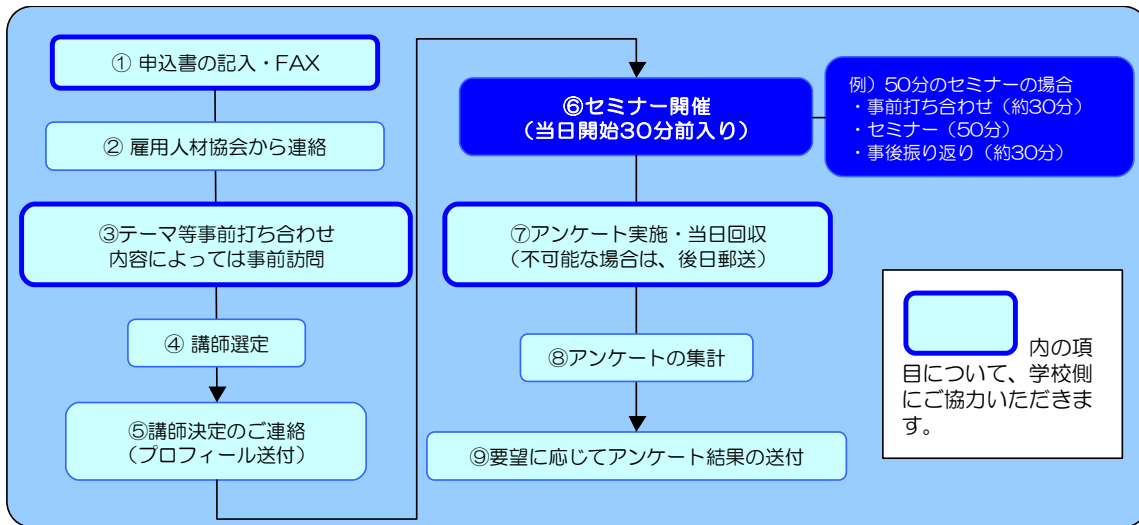 ① 申込書の記入・FAX
② 雇用人材協会から連絡
③テーマ等事前打ち合わせ
内容によっては事前訪問
④ 講師選定
⑤講師決定のご連絡
（プロフィール送付）
⑥セミナー開催
（当日開始30分前入り）
例）50分のセミナーの場合
・事前打ち合わせ（約30分）
・セミナー（50分）
・事後振り返り（約30分）
⑦アンケート実施・当日回収
（不可能な場合は、後日郵送）
⑧アンケートの集計
⑨要望に応じてアンケート結果の送付
内の項
目について、学校側
にご協力いただきま
す。